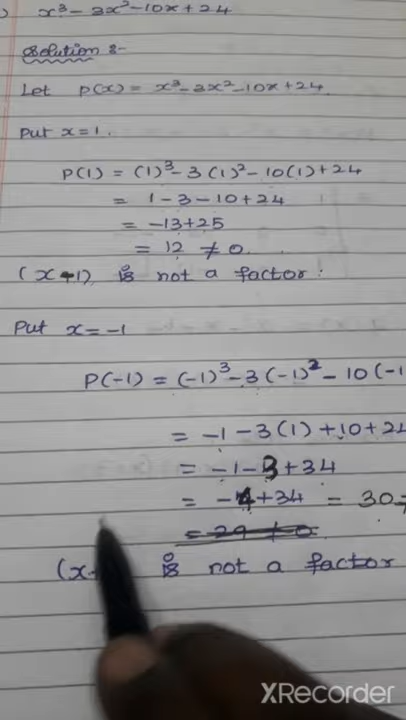 x³-3x²-10x+24
Solution :-
Let p(x) = x³-3x²-10x+24
Put x=1.
P(1) = (1)³-3(1)²-10(1)+24
= 1-3-10+24
= -13+25
= 12 ≠0.
(x-1) is not a factor.
Put x=-1
P(-1) = (-1)³-3(-1)²-10(-1
= -1-3(1)+10+24
= -1-3+34
= -4+34 = 30≠
= 29 ≠ 0
(x is not a factor
XRecorder